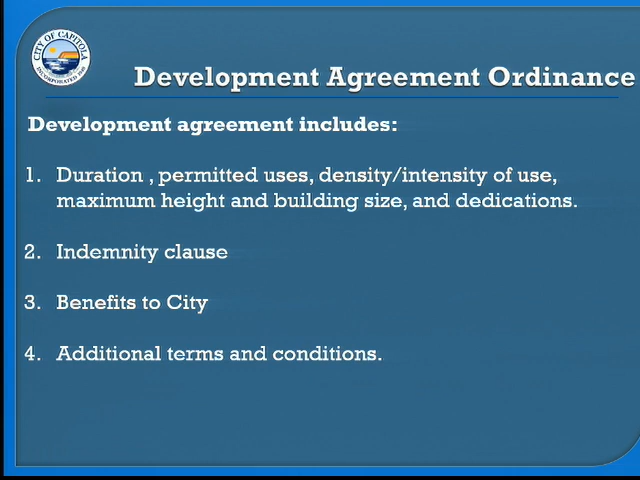 CITY OF CAPITOLA
INCORPORATED 1949
Development Agreement Ordinance
Development agreement includes:
1. Duration , permitted uses, density/intensity of use,
maximum height and building size, and dedications.
2. Indemnity clause
3. Benefits to City
4. Additional terms and conditions.